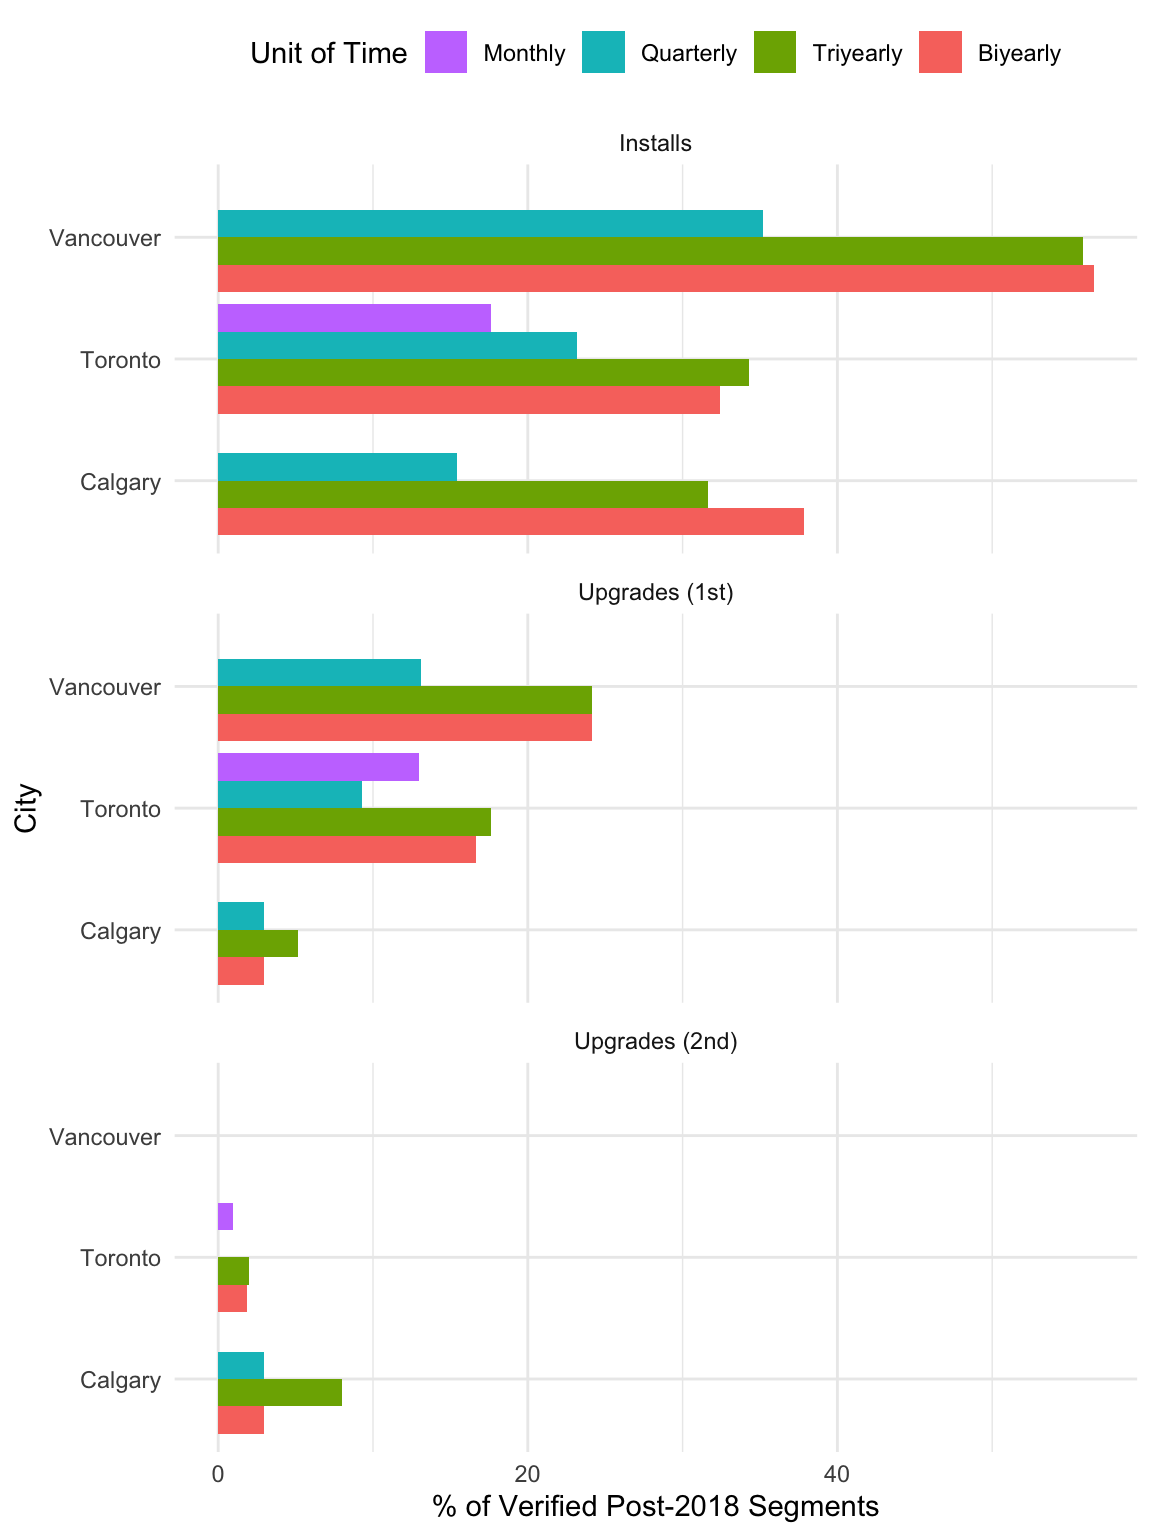 Unit of Time Monthly Quarterly Triyearly Biyearly
Installs
Vancouver
Toronto
Calgary
Upgrades (1st)
Vancouver
Toronto
Calgary
City
Upgrades (2nd)
Vancouver
Toronto
Calgary
0 20 40
% of Verified Post-2018 Segments